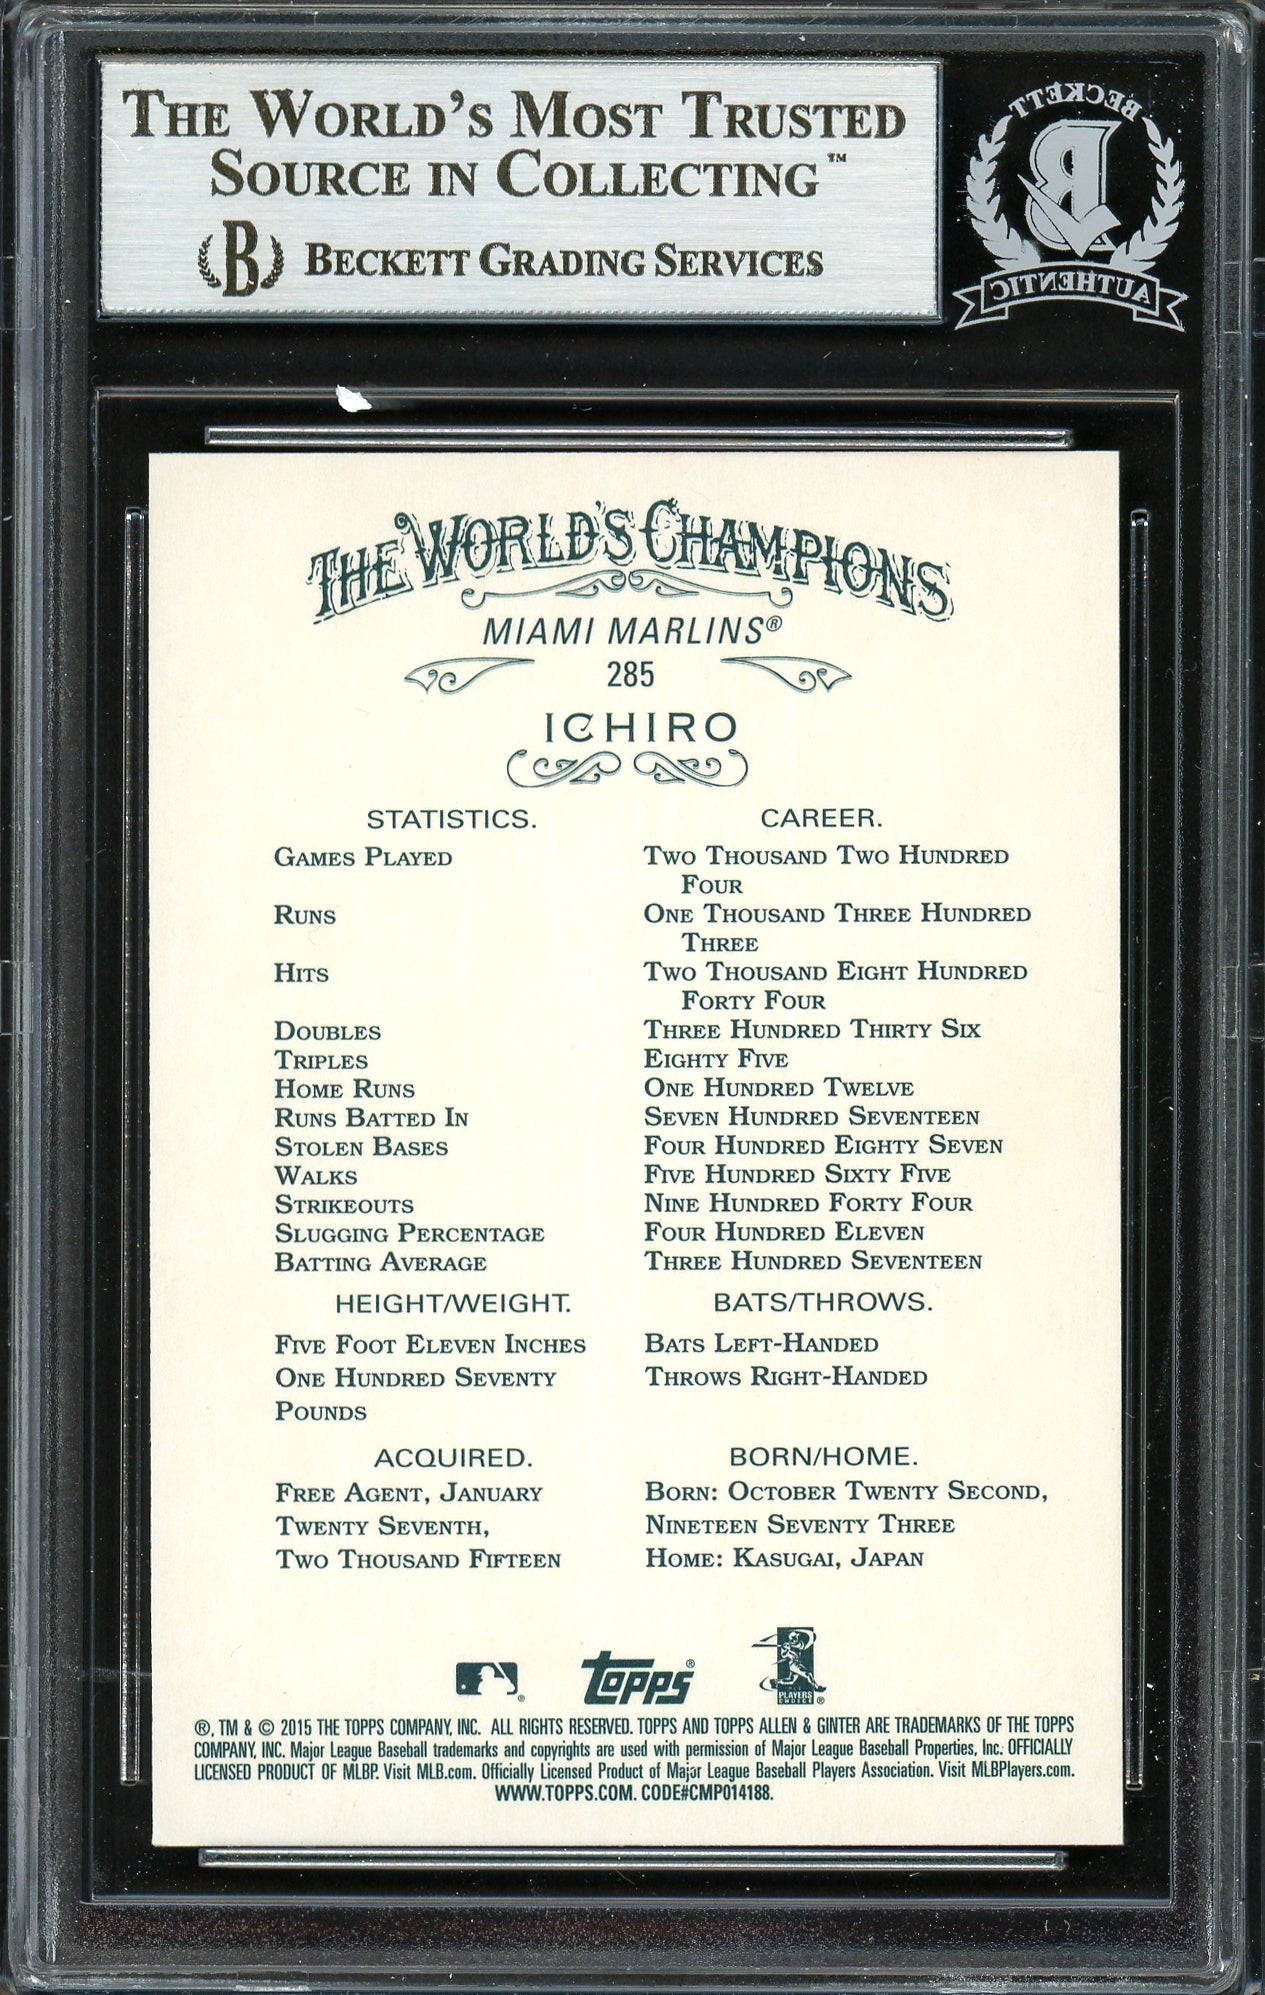 THE WORLD'S MOST TRUSTED
SOURCE IN COLLECTING™
B BECKETT GRADING SERVICES
BECKETT
B
AUTHENTIC
THE WORLD'S CHAMPIONS
MIAMI MARLINS®
285
ICHIRO
STATISTICS. CAREER.
GAMES PLAYED TWO THOUSAND TWO HUNDRED
FOUR
RUNS ONE THOUSAND THREE HUNDRED
THREE
HITS TWO THOUSAND EIGHT HUNDRED
FORTY FOUR
DOUBLES THREE HUNDRED THIRTY SIX
TRIPLES EIGHTY FIVE
HOME RUNS ONE HUNDRED TWELVE
RUNS BATTED IN SEVEN HUNDRED SEVENTEEN
STOLEN BASES FOUR HUNDRED EIGHTY SEVEN
WALKS FIVE HUNDRED SIXTY FIVE
STRIKEOUTS NINE HUNDRED FORTY FOUR
SLUGGING PERCENTAGE FOUR HUNDRED ELEVEN
BATTING AVERAGE THREE HUNDRED SEVENTEEN
HEIGHT/WEIGHT. BATS/THROWS.
FIVE FOOT ELEVEN INCHES BATS LEFT-HANDED
ONE HUNDRED SEVENTY THROWS RIGHT-HANDED
POUNDS
ACQUIRED. BORN/HOME.
FREE AGENT, JANUARY BORN: OCTOBER TWENTY SECOND,
TWENTY SEVENTH, NINETEEN SEVENTY THREE
TWO THOUSAND FIFTEEN HOME: KASUGAI, JAPAN
TOPPS®
PLAYERS
CHOICE®
®, TM & © 2015 THE TOPPS COMPANY, INC. ALL RIGHTS RESERVED. TOPPS AND TOPPS ALLEN & GINTER ARE TRADEMARKS OF THE TOPPS
COMPANY, INC. Major League Baseball trademarks and copyrights are used with permission of Major League Baseball Properties, Inc. OFFICIALLY
LICENSED PRODUCT OF MLBP. Visit MLB.com. Officially Licensed Product of Major League Baseball Players Association. Visit MLBPlayers.com.
WWW.TOPPS.COM. CODE#CMP014188.